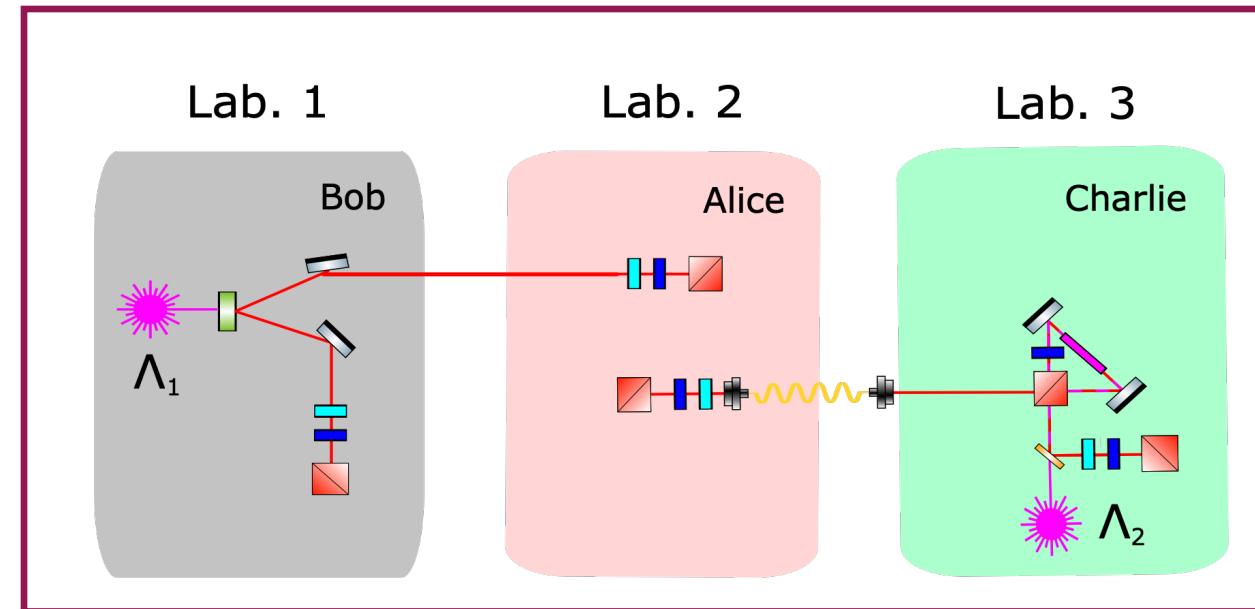 Lab. 1
Lab. 2
Lab. 3
Bob
Alice
Charlie
Λ₁
Λ₂